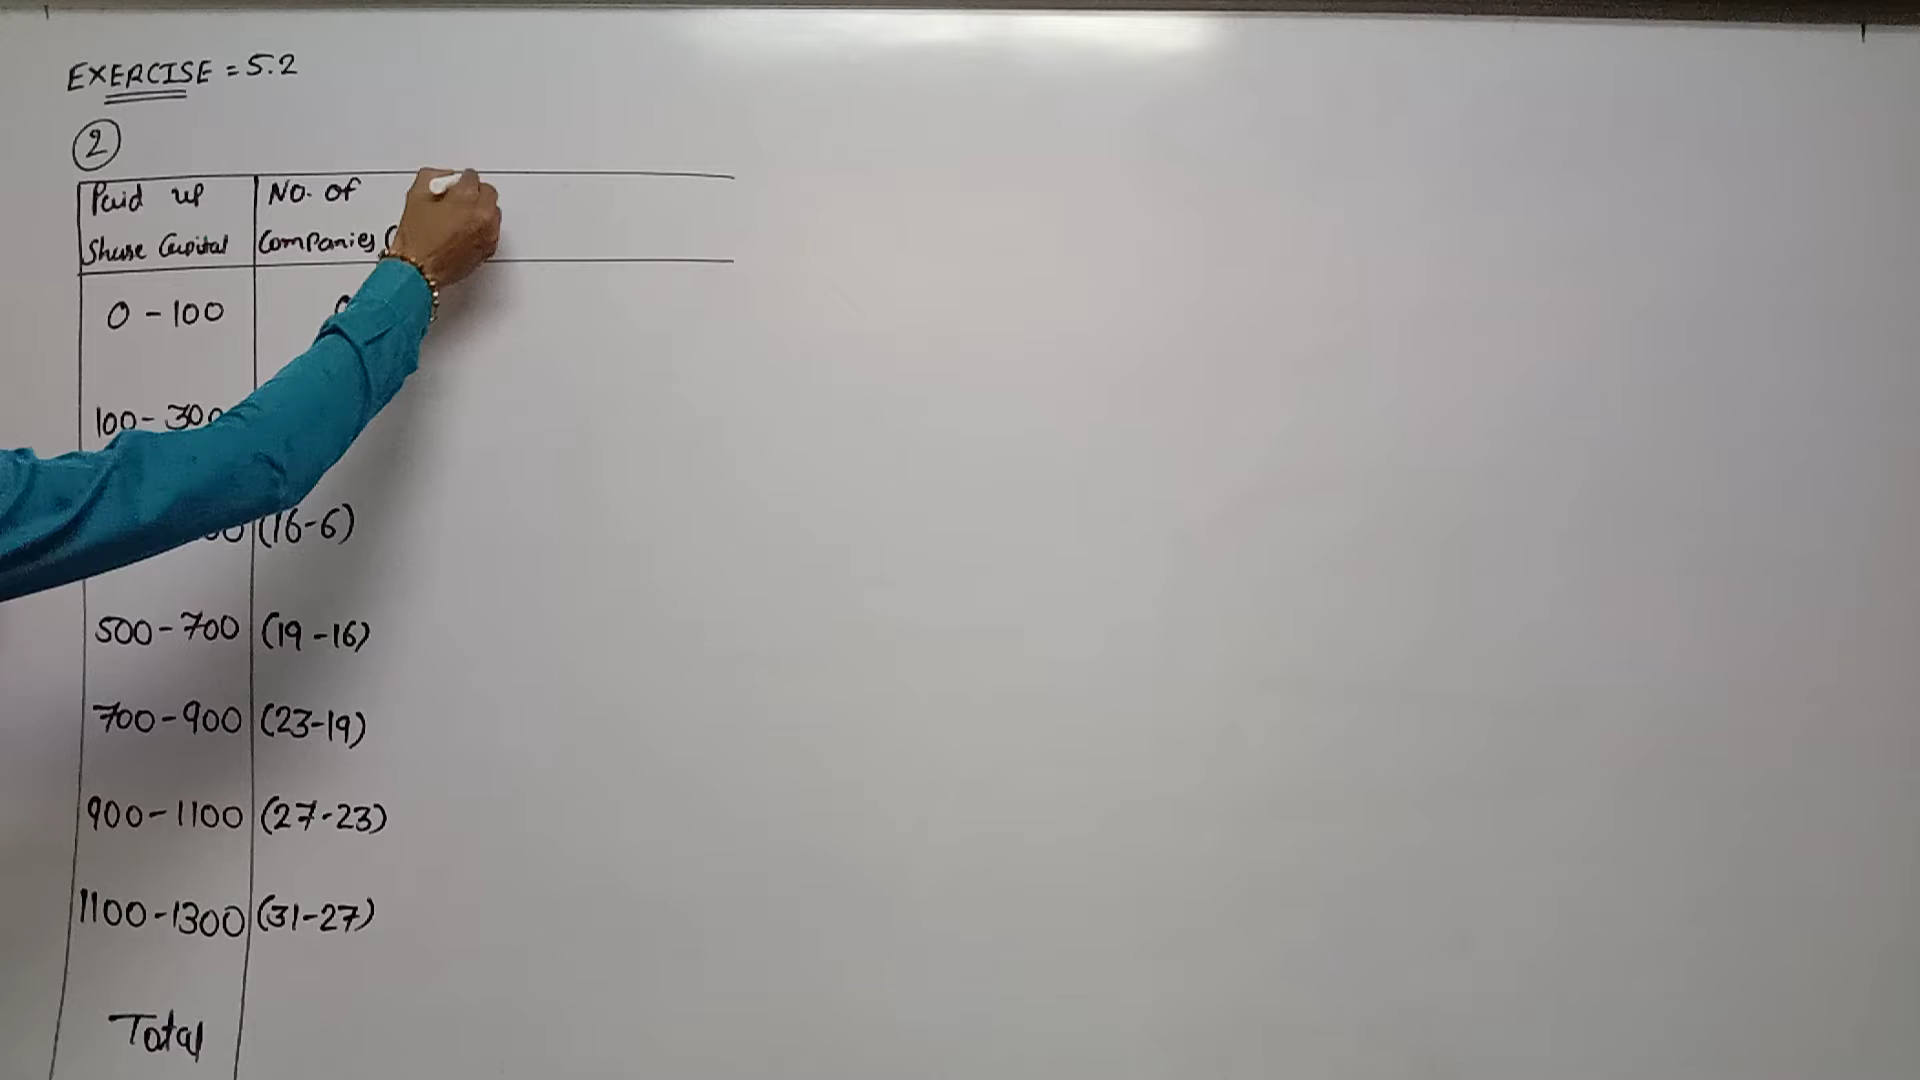 EXERCISE = 5.2
2
Paid up
Share Capital
No. of
Companies (
0 - 100
100 - 300
(16-6)
500 - 700 (19 - 16)
700 - 900 (23-19)
900 - 1100 (27-23)
1100 - 1300 (31-27)
Total